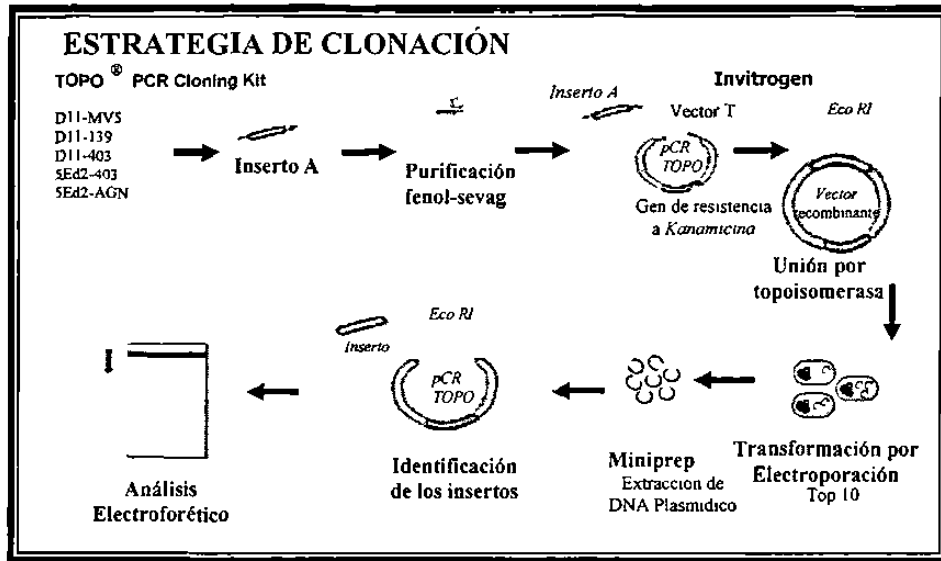 ESTRATEGIA DE CLONACIÓN
TOPO ® PCR Cloning Kit
Invitrogen
D11-MVS
D11-139
D11-403
5Ed2-403
5Ed2-AGN
Inserto A
Purificación
fenol-sevag
Inserto A
Vector T
pCR
TOPO
Gen de resistencia
a Kanamicina
Eco RI
Vector
recombinante
Unión por
topoisomerasa
Transformación por
Electroporación
Top 10
Miniprep
Extraccion de
DNA Plasmidico
Eco RI
Inserto
pCR
TOPO
Identificación
de los insertos
Análisis
Electroforético